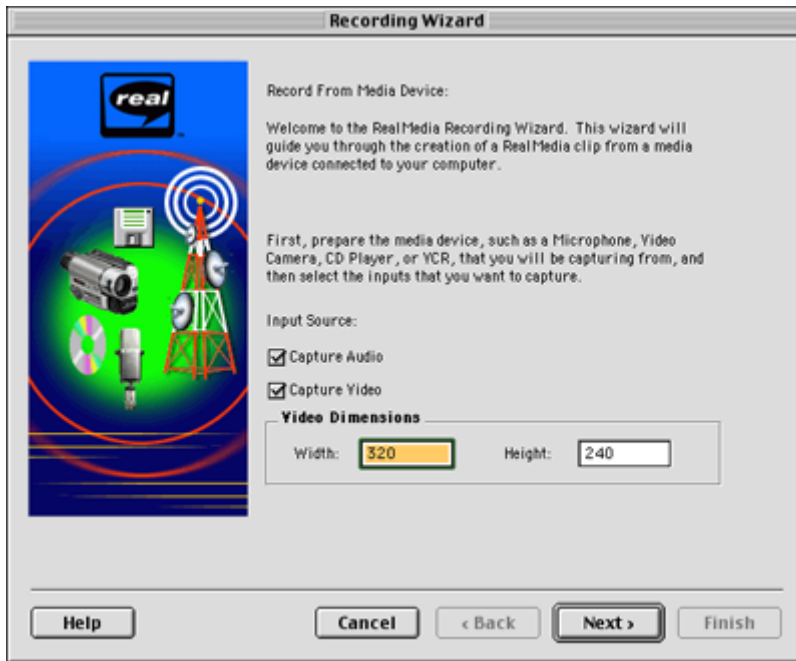 Recording Wizard
real
Record From Media Device:
Welcome to the RealMedia Recording Wizard. This wizard will
guide you through the creation of a RealMedia clip from a media
device connected to your computer.
First, prepare the media device, such as a Microphone, Video
Camera, CD Player, or VCR, that you will be capturing from, and
then select the inputs that you want to capture.
Input Source:
Capture Audio
Capture Video
Video Dimensions
Width: 320 Height: 240
Help Cancel ‹ Back Next › Finish